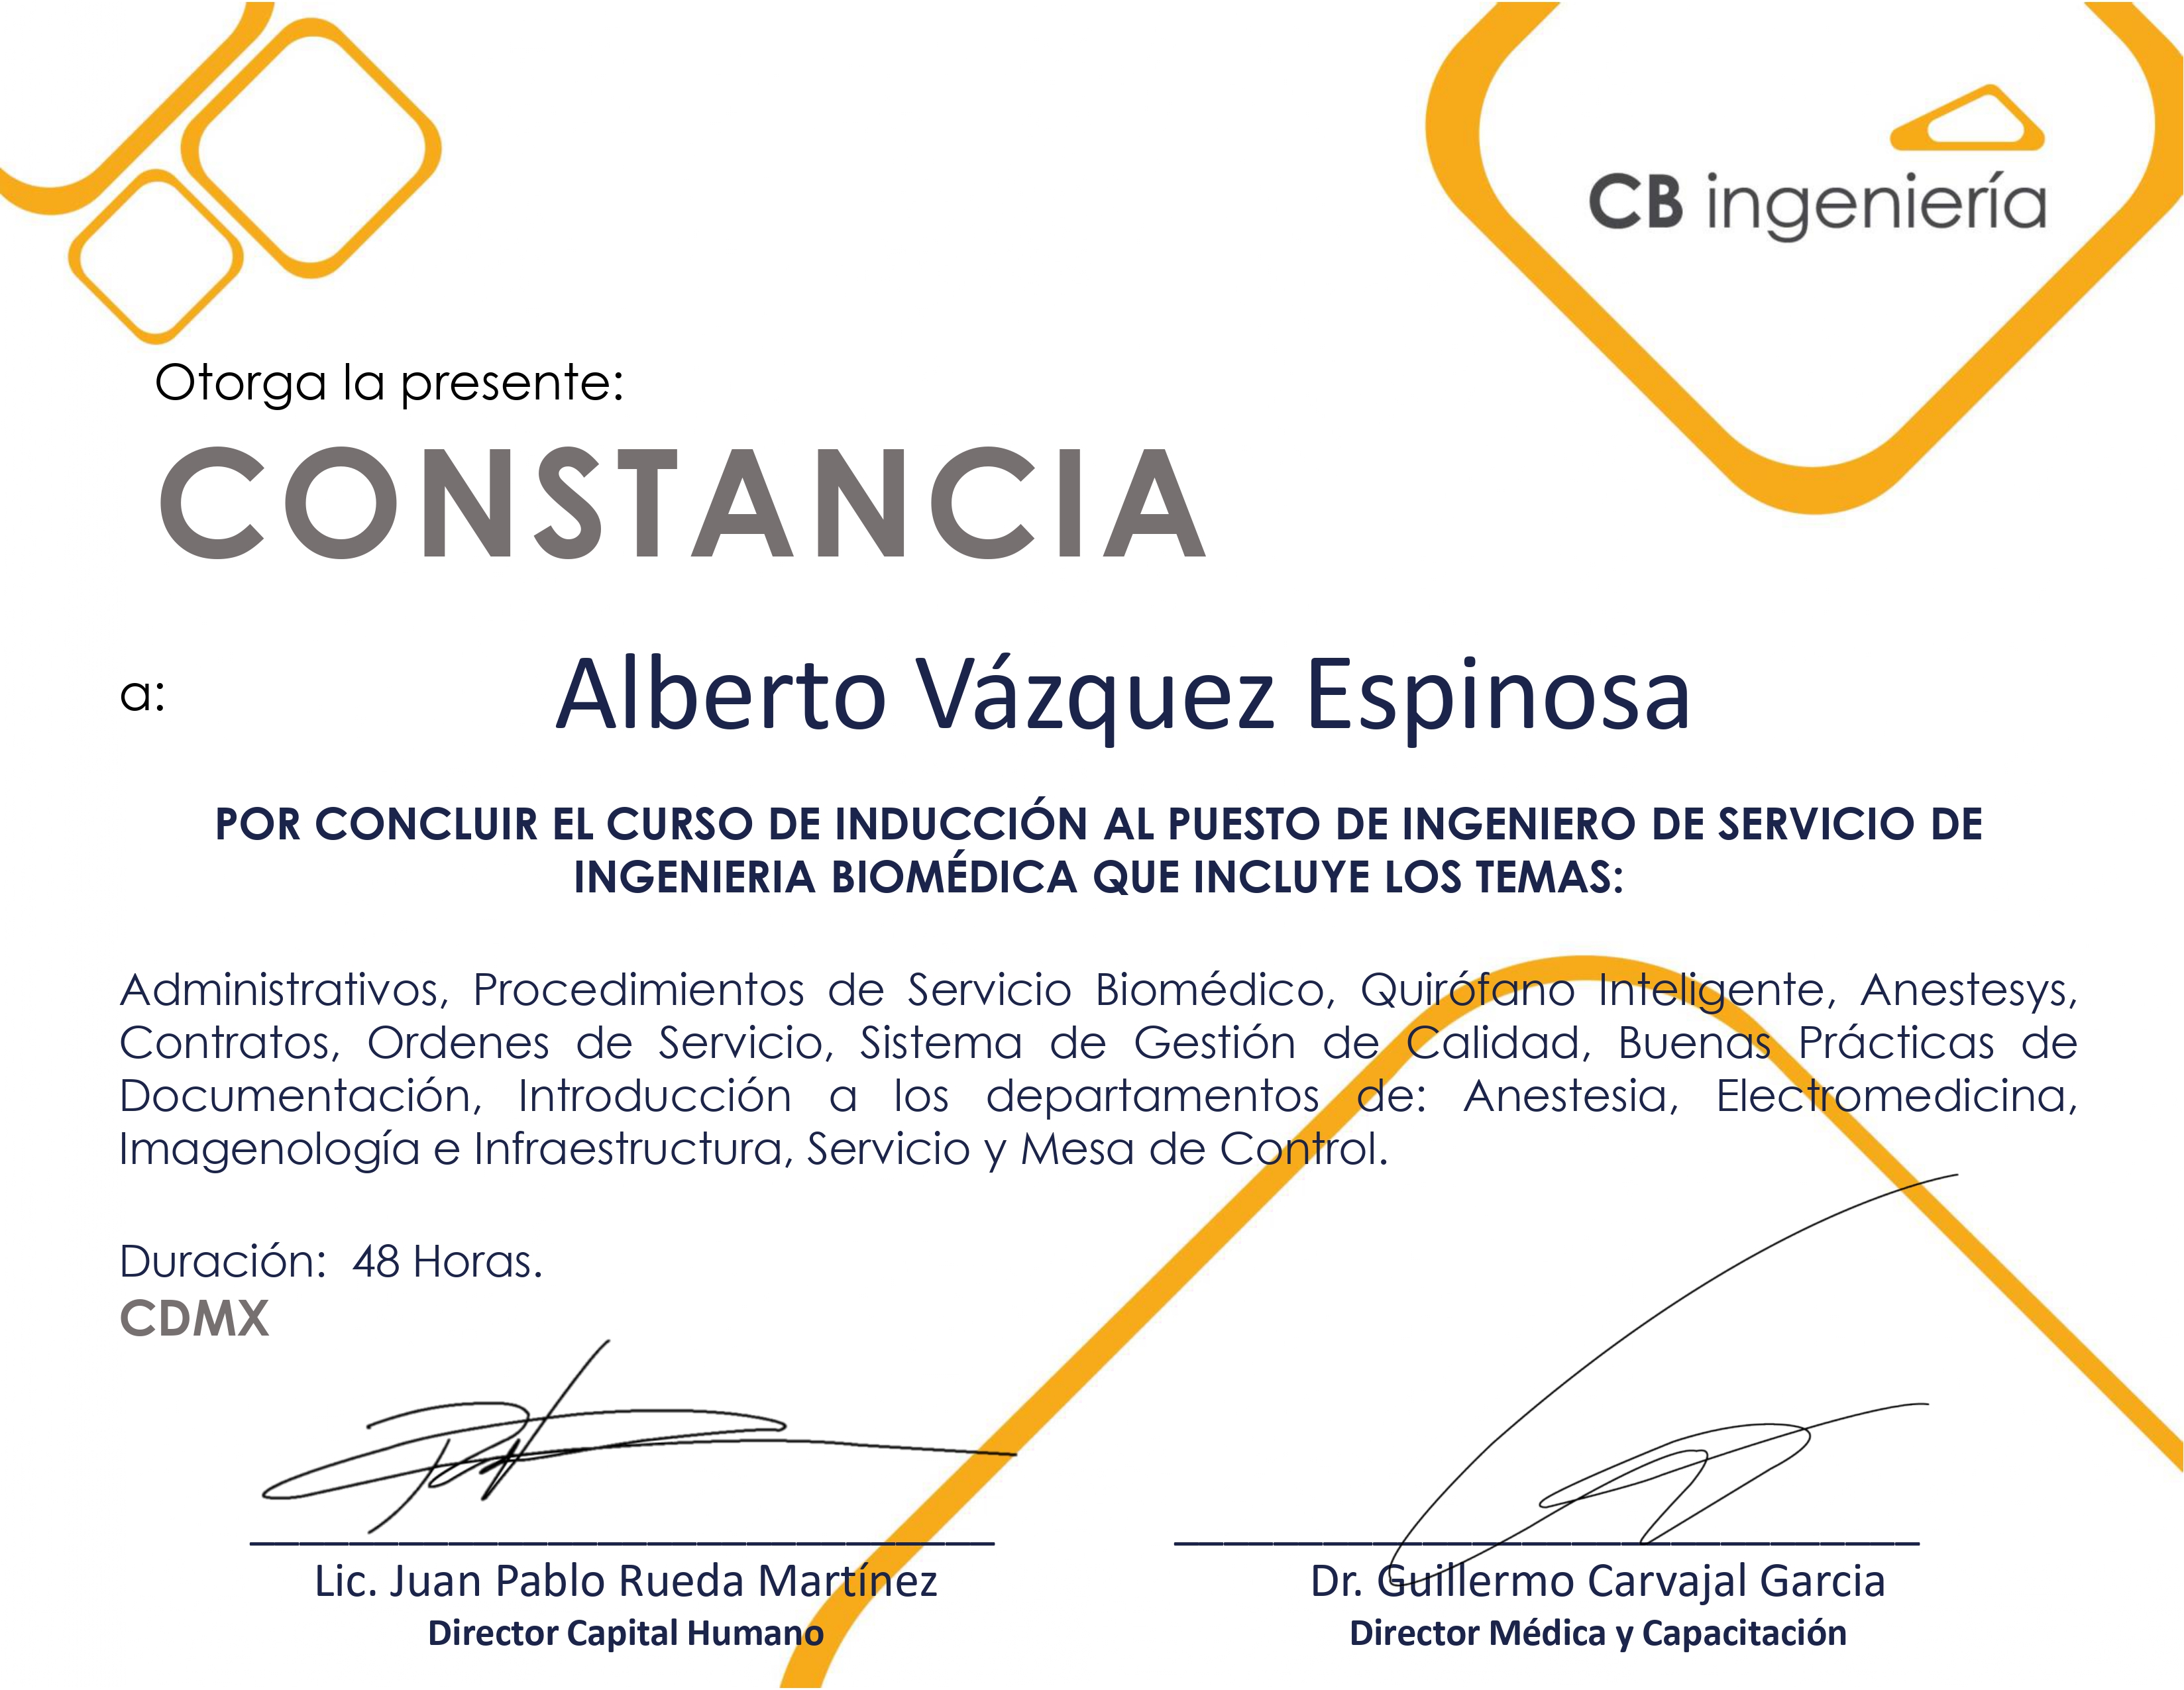 CB ingeniería
Otorga la presente:
CONSTANCIA
a: Alberto Vázquez Espinosa
POR CONCLUIR EL CURSO DE INDUCCIÓN AL PUESTO DE INGENIERO DE SERVICIO DE
INGENIERIA BIOMÉDICA QUE INCLUYE LOS TEMAS:
Administrativos, Procedimientos de Servicio Biomédico, Quirófano Inteligente, Anestesys,
Contratos, Ordenes de Servicio, Sistema de Gestión de Calidad, Buenas Prácticas de
Documentación, Introducción a los departamentos de: Anestesia, Electromedicina,
Imagenología e Infraestructura, Servicio y Mesa de Control.
Duración: 48 Horas.
CDMX
Lic. Juan Pablo Rueda Martínez
Director Capital Humano
Dr. Guillermo Carvajal Garcia
Director Médica y Capacitación